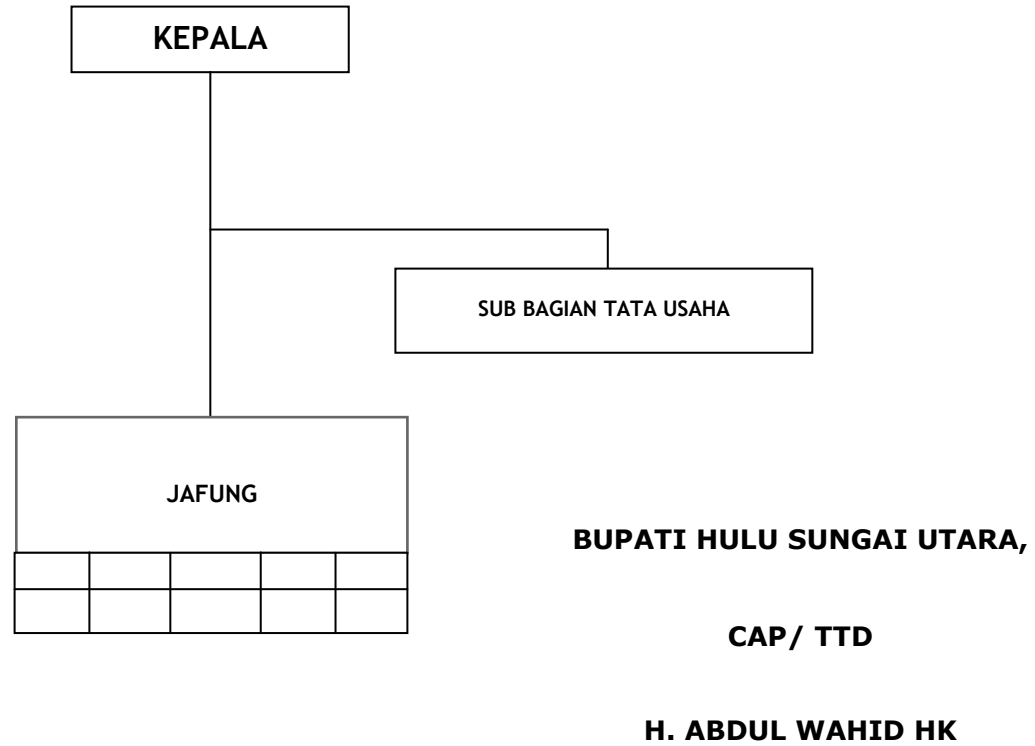 KEPALA
SUB BAGIAN TATA USAHA
JAFUNG
BUPATI HULU SUNGAI UTARA,
CAP/ TTD
H. ABDUL WAHID HK